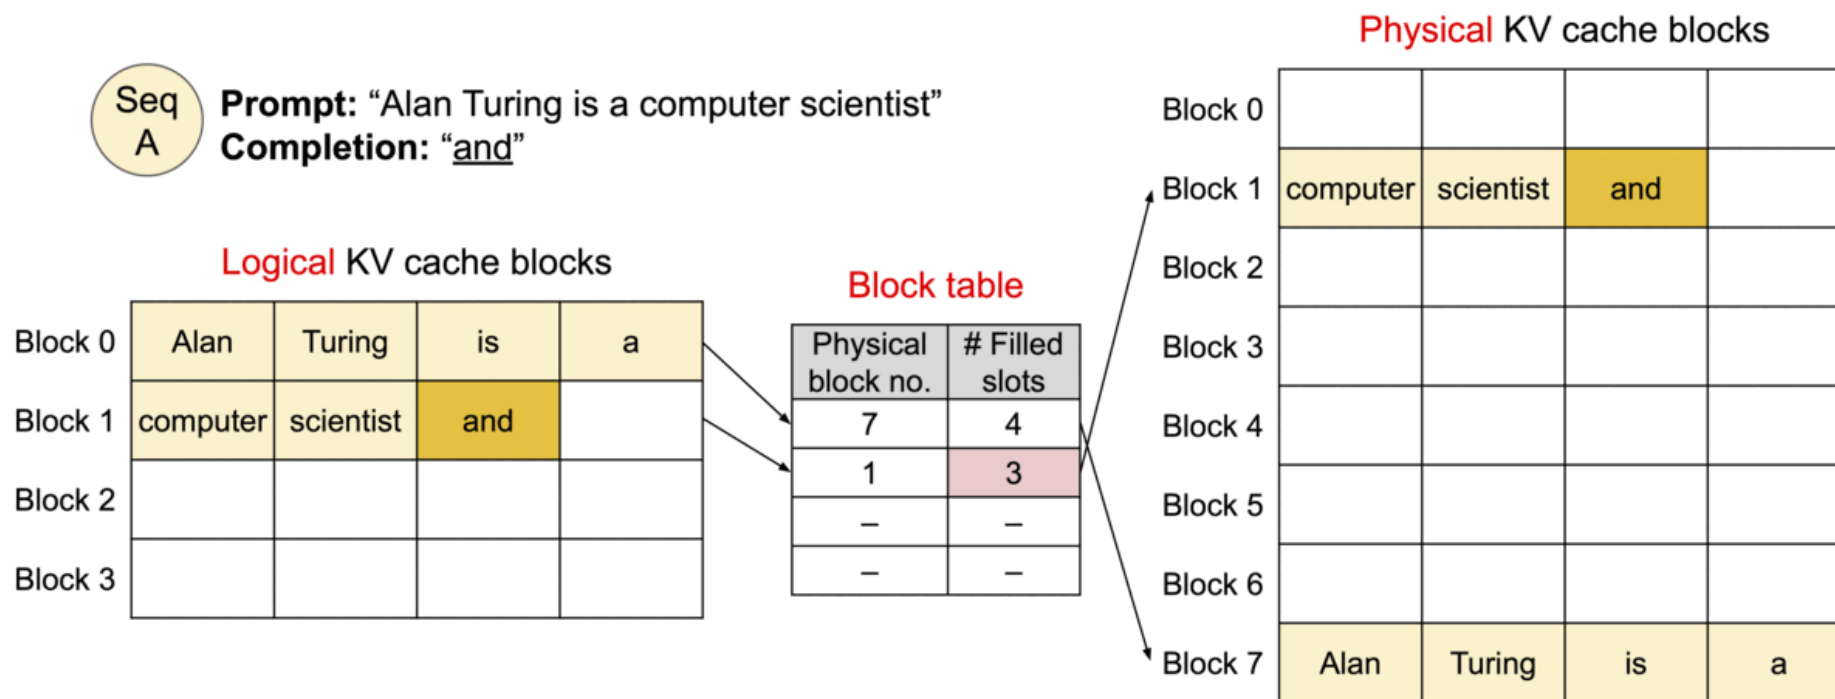 Physical KV cache blocks
Seq
A
Prompt: “Alan Turing is a computer scientist”
Completion: “and”
Logical KV cache blocks
Block 0 Alan Turing is a
Block 1 computer scientist and
Block 2
Block 3
Block table
Physical block no. # Filled slots
7 4
1 3
– –
– –
Block 0
Block 1 computer scientist and
Block 2
Block 3
Block 4
Block 5
Block 6
Block 7 Alan Turing is a